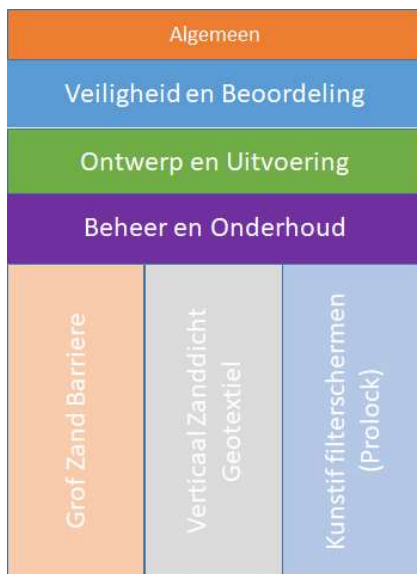 Algemeen
Veiligheid en Beoordeling
Ontwerp en Uitvoering
Beheer en Onderhoud
Grof Zand Barriere
Verticaal Zanddicht
Geotextiel
Kunstif filterschermen
(Prolock)